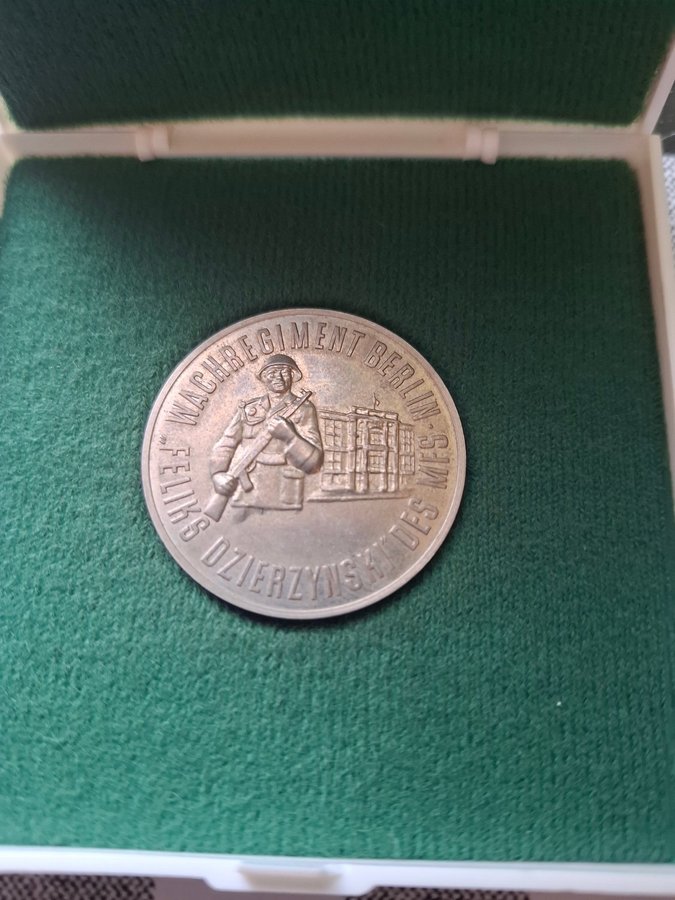 WACHREGIMENT BERLIN ·
"FELIKS DZIERZYNSKI" DES MFS